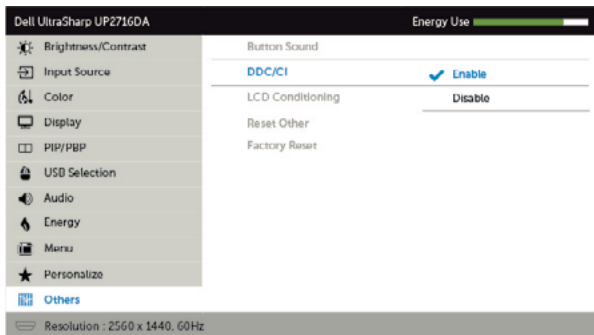 Dell UltraSharp UP2716DA
Energy Use
Brightness/Contrast
Button Sound
Input Source
DDC/CI
Enable
Color
LCD Conditioning
Disable
Display
Reset Other
PIP/PBP
Factory Reset
USB Selection
Audio
Energy
Menu
Personalize
Others
Resolution : 2560 x 1440, 60Hz